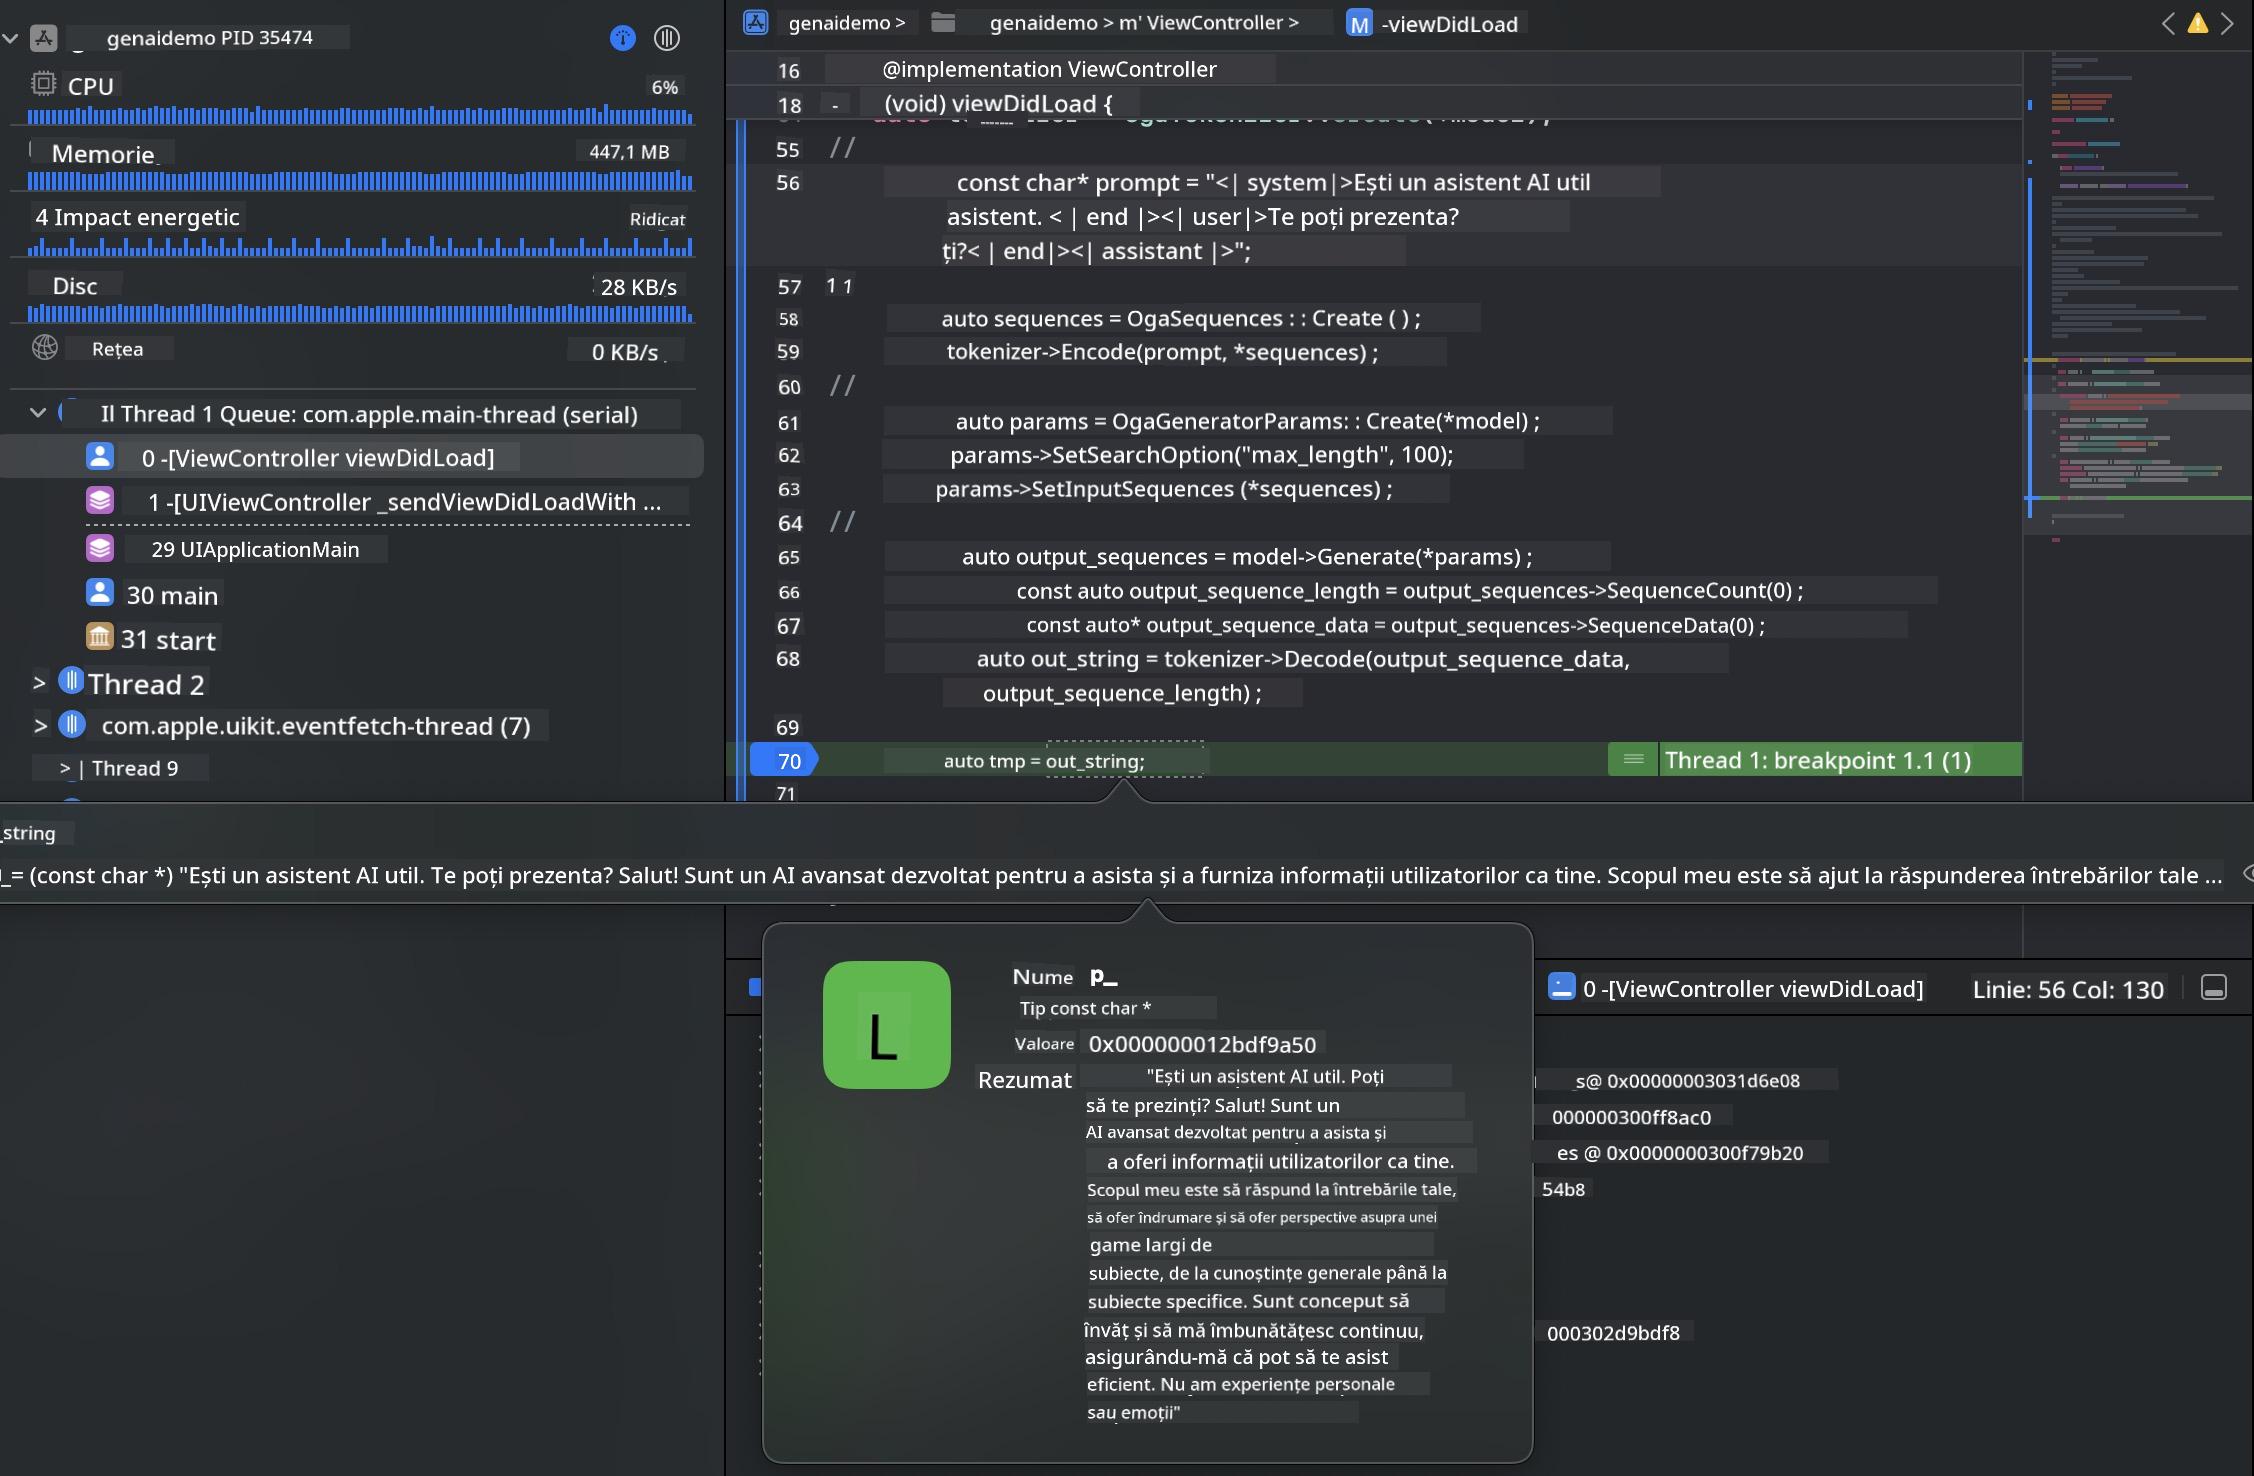 genaidemo PID 35474
CPU
6%
Memorie
447,1 MB
4 Impact energetic
Ridicat
Disc
28 KB/s
Rețea
0 KB/s
Il Thread 1 Queue: com.apple.main-thread (serial)
0 -[ViewController viewDidLoad]
1 -[UIViewController _sendViewDidLoadWith ...
29 UIApplicationMain
30 main
31 start
> Thread 2
> com.apple.uikit.eventfetch-thread (7)
> | Thread 9
genaidemo > genaidemo > m' ViewController > M -viewDidLoad
16 @implementation ViewController
18 - (void) viewDidLoad {
55 //
56 const char* prompt = "<| system|>Ești un asistent AI util
asistent. < | end |><| user|>Te poți prezenta?
ți?< | end|><| assistant |>";
57 1 1
58 auto sequences = OgaSequences : : Create ( ) ;
59 tokenizer->Encode(prompt, *sequences) ;
60 //
61 auto params = OgaGeneratorParams: : Create(*model) ;
62 params->SetSearchOption("max_length", 100);
63 params->SetInputSequences (*sequences) ;
64 //
65 auto output_sequences = model->Generate(*params) ;
66 const auto output_sequence_length = output_sequences->SequenceCount(0) ;
67 const auto* output_sequence_data = output_sequences->SequenceData(0) ;
68 auto out_string = tokenizer->Decode(output_sequence_data,
output_sequence_length) ;
69
70 auto tmp = out_string;
Thread 1: breakpoint 1.1 (1)
71
_string
_= (const char *) "Ești un asistent AI util. Te poți prezenta? Salut! Sunt un AI avansat dezvoltat pentru a asista și a furniza informații utilizatorilor ca tine. Scopul meu este să ajut la răspunderea întrebărilor tale ...
L
Nume p_
Tip const char *
Valoare 0x000000012bdf9a50
Rezumat "Ești un asistent AI util. Poți
să te prezinți? Salut! Sunt un
AI avansat dezvoltat pentru a asista și
a oferi informații utilizatorilor ca tine.
Scopul meu este să răspund la întrebările tale,
să ofer îndrumare și să ofer perspective asupra unei
game largi de
subiecte, de la cunoștințe generale până la
subiecte specifice. Sunt conceput să
învăț și să mă îmbunătățesc continuu,
asigurându-mă că pot să te asist
eficient. Nu am experiențe personale
sau emoții"
0 -[ViewController viewDidLoad]
Linie: 56 Col: 130
_s@ 0x00000003031d6e08
000000300ff8ac0
es @ 0x0000000300f79b20
54b8
000302d9bdf8